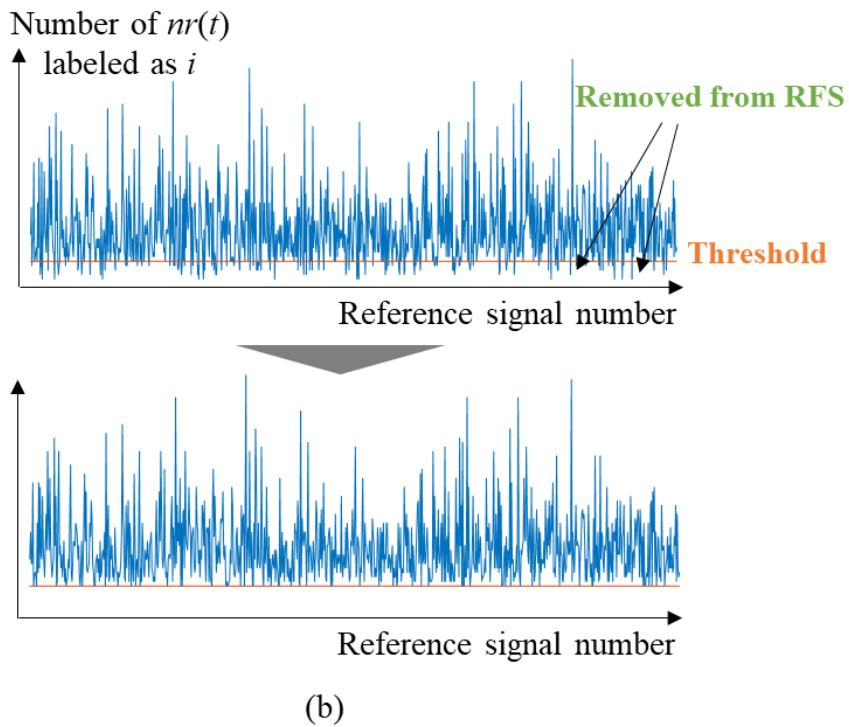 Number of nr(t)
labeled as i
Removed from RFS
Threshold
Reference signal number
Reference signal number
(b)